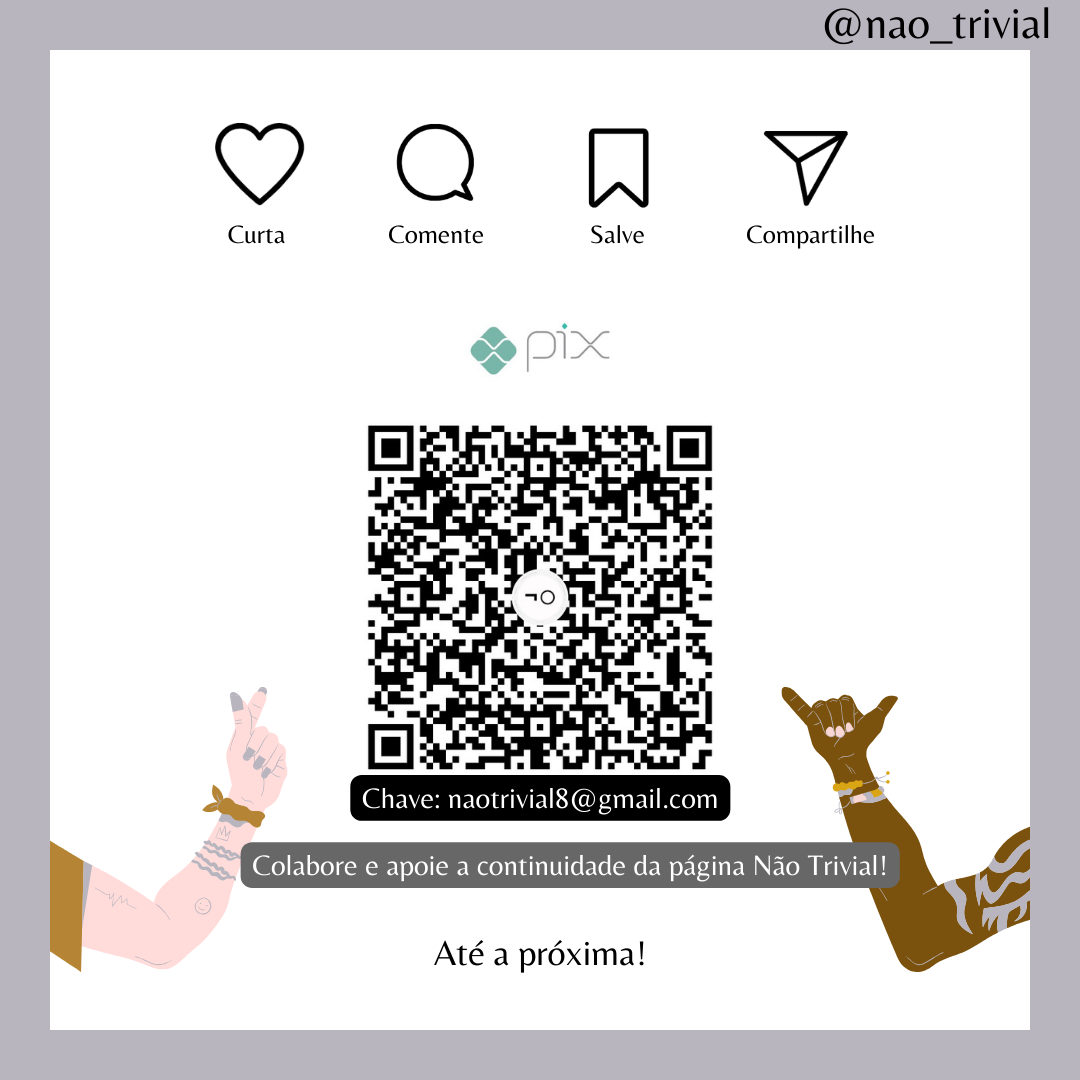 @nao_trivial
Curta Comente Salve Compartilhe
pix
Chave: naotrivial8@gmail.com
Colabore e apoie a continuidade da página Não Trivial!
Até a próxima!